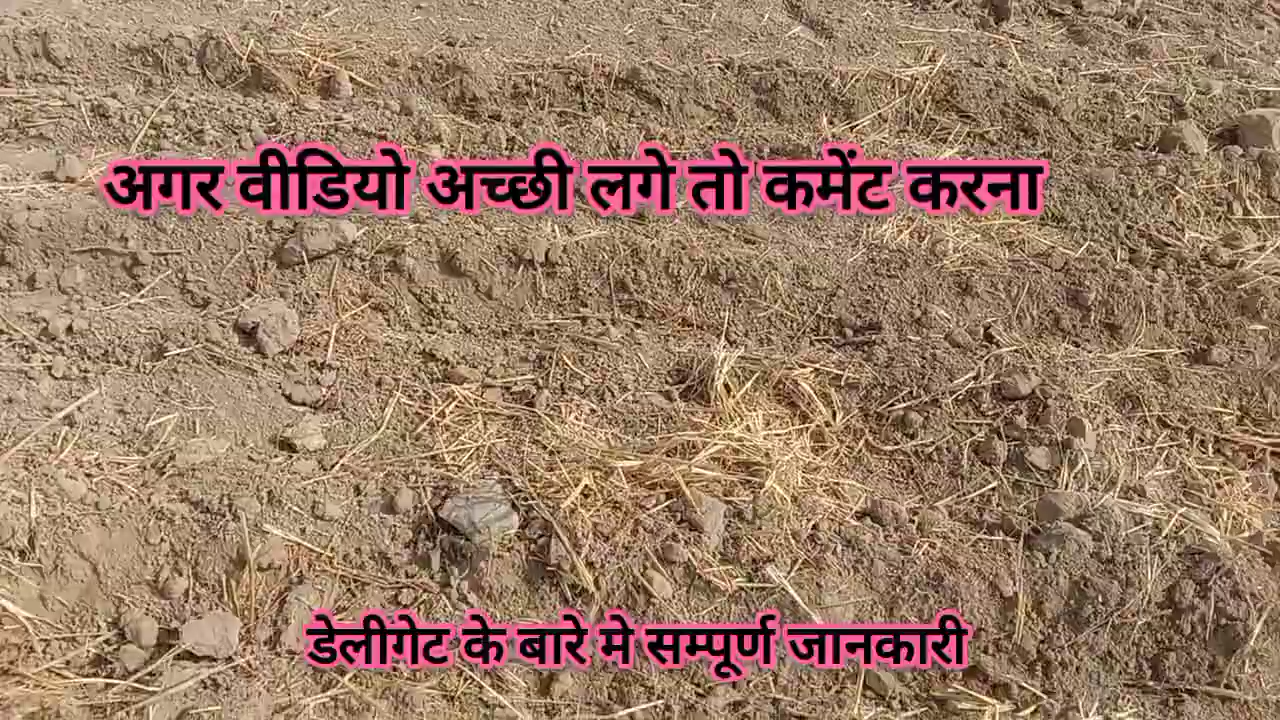 अगर वीडियो अच्छी लगे तो कमेंट करना
डेलीगेट के बारे मे सम्पूर्ण जानकारी